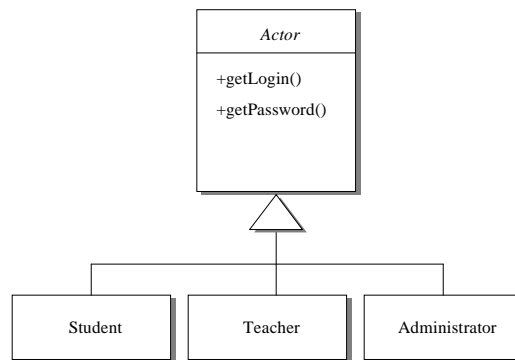 Actor
+getLogin()
+getPassword()
Student
Teacher
Administrator